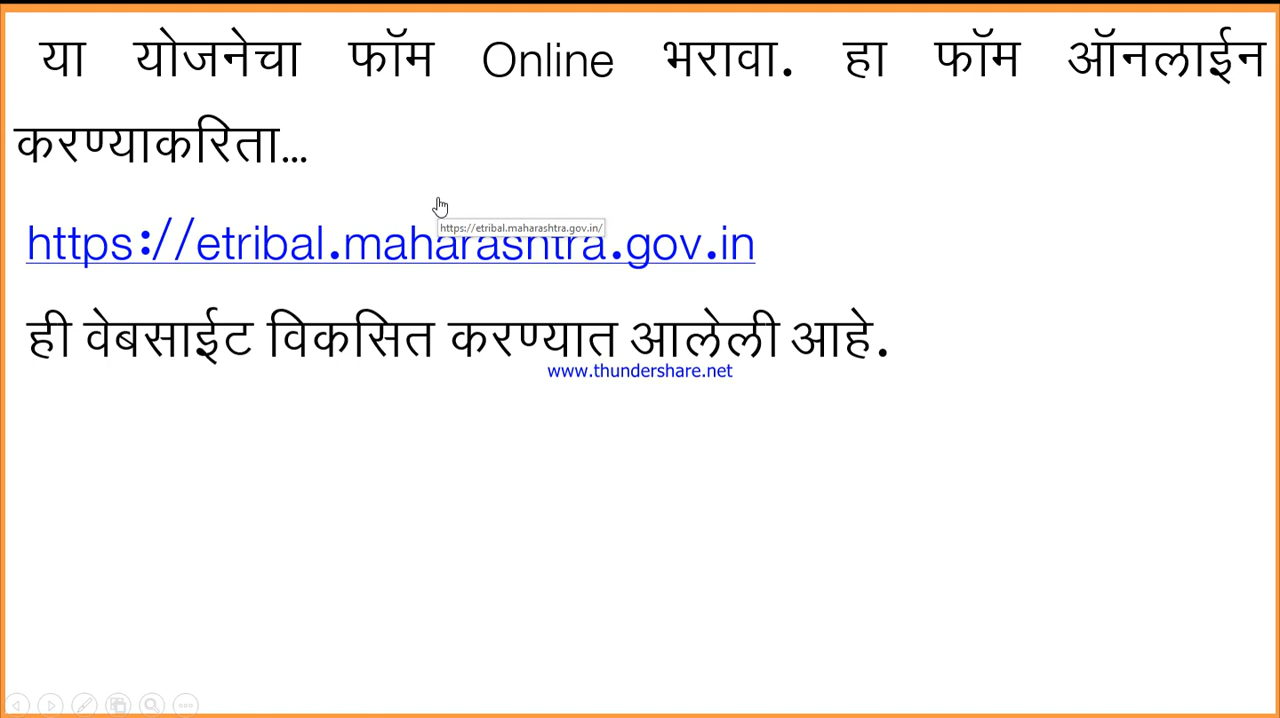 या योजनेचा फॉम Online भरावा. हा फॉम ऑनलाईन
करण्याकरिता...
https://etribal.maharashtra.gov.in/
https://etribal.maharashtra.gov.in
ही वेबसाईट विकसित करण्यात आलेली आहे.
www.thundershare.net